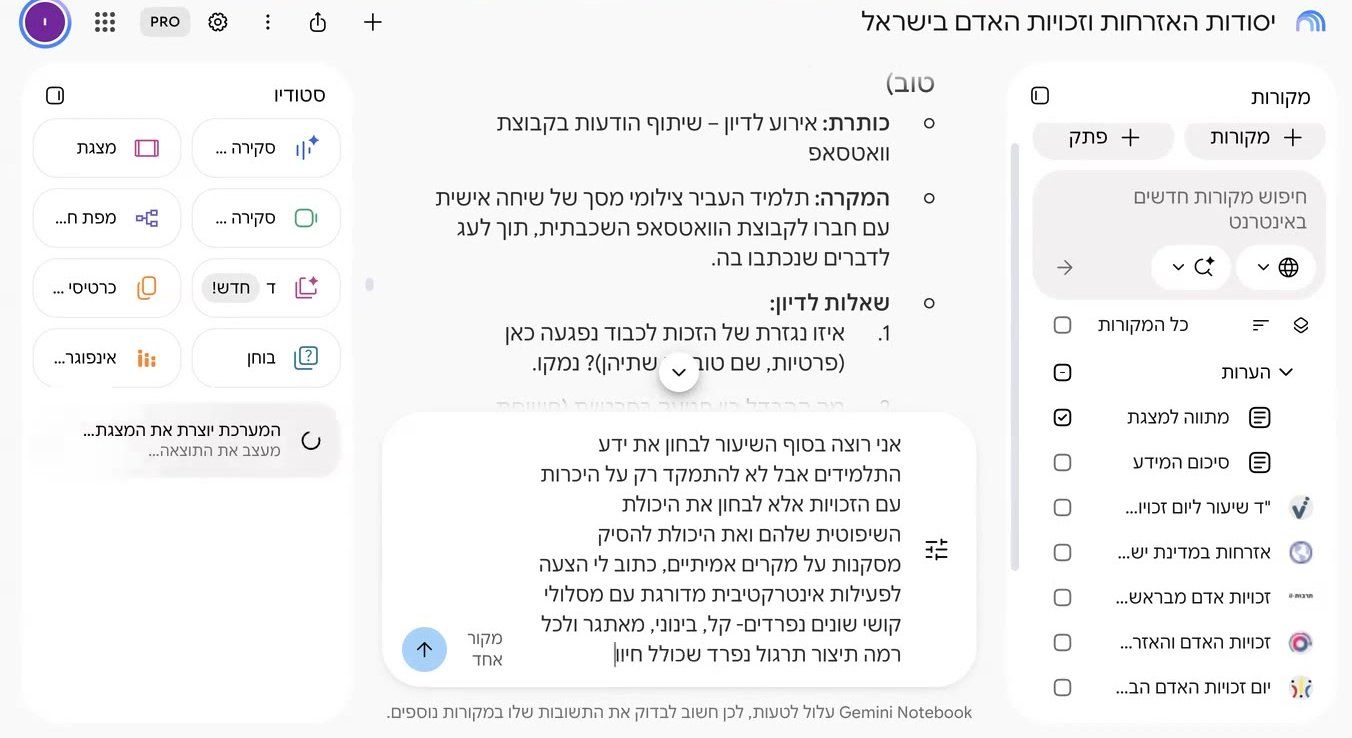 יסודות האזרחות וזכויות האדם בישראל
PRO
מקורות
+ מקורות
+ פתק
חיפוש מקורות חדשים
באינטרנט
כל המקורות
הערות
מתווה למצגת
סיכום המידע
"ד שיעור ליום זכויו...
אזרחות במדינת יש...
זכויות אדם מבראש...
זכויות האדם והאזר...
יום זכויות האדם הב...
טוב)
כותרת: אירוע לדיון – שיתוף הודעות בקבוצת
וואטסאפ
המקרה: תלמיד העביר צילומי מסך של שיחה אישית
עם חברו לקבוצת הוואטסאפ השכבתית, תוך לעג
לדברים שנכתבו בה.
שאלות לדיון:
1. איזו נגזרת של הזכות לכבוד נפגעה כאן
(פרטיות, שם טוב שתיהן)? נמקו.
אני רוצה בסוף השיעור לבחון את ידע
התלמידים אבל לא להתמקד רק על היכרות
עם הזכויות אלא לבחון את היכולת
השיפוטית שלהם ואת היכולת להסיק
מסקנות על מקרים אמיתיים, כתוב לי הצעה
לפעילות אינטרקטיבית מדורגת עם מסלולי
קושי שונים נפרדים- קל, בינוני, מאתגר ולכל
רמה תיצור תרגול נפרד שכולל חיוו
מקור
אחד
Gemini Notebook עלול לטעות, לכן חשוב לבדוק את התשובות שלו במקורות נוספים.
סטודיו
סקירה ...
מצגת
סקירה ...
מפת ח...
ד חדש!
כרטיסי ...
בוחן
אינפוגר...
המערכת יוצרת את המצגת...
מעצב את התוצאה...